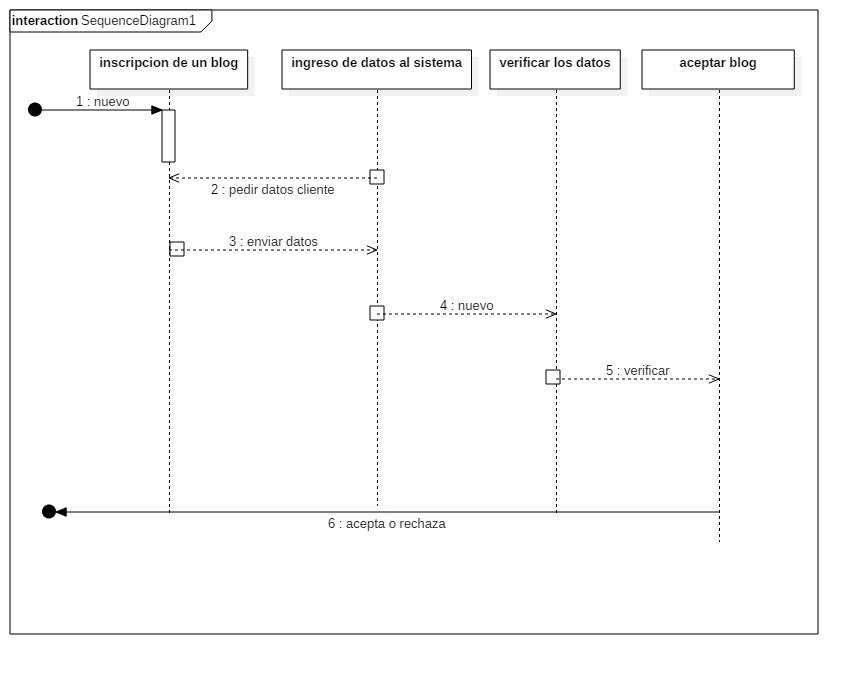 interaction SequenceDiagram1
inscripcion de un blog
ingreso de datos al sistema
verificar los datos
aceptar blog
1 : nuevo
2 : pedir datos cliente
3 : enviar datos
4 : nuevo
5 : verificar
6 : acepta o rechaza